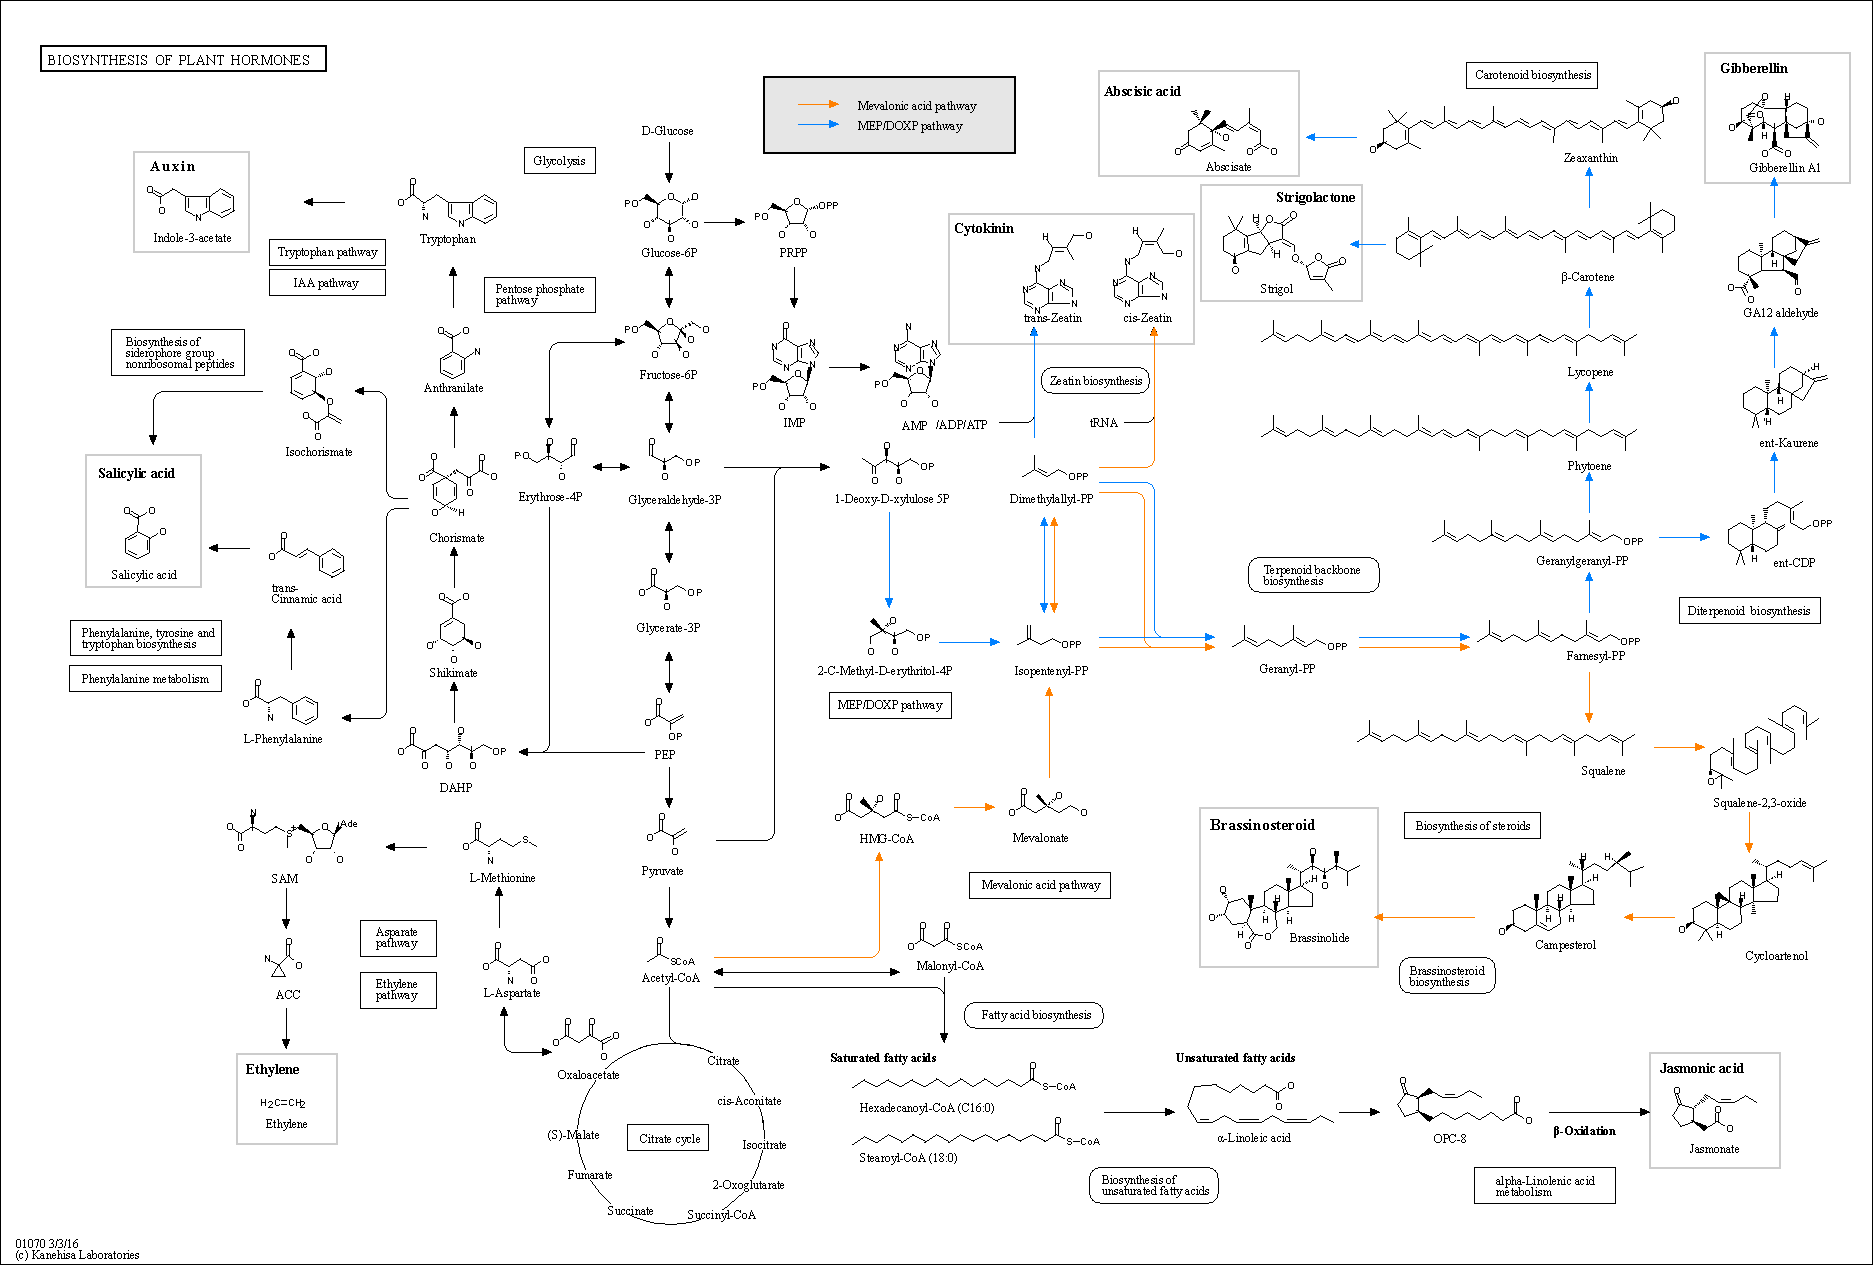 BIOSYNTHESIS OF PLANT HORMONES
Mevalonic acid pathway
MEP/DOXP pathway
D-Glucose
Glycolysis
Auxin
Indole-3-acetate
Tryptophan
Tryptophan pathway
IAA pathway
Glucose-6P
PRPP
Pentose phosphate
pathway
Abscisic acid
Abscisate
Carotenoid biosynthesis
Zeaxanthin
Gibberellin
Gibberellin A1
Strigolactone
Strigol
β-Carotene
Cytokinin
trans-Zeatin
cis-Zeatin
GA12 aldehyde
Biosynthesis of
siderophore group
nonribosomal peptides
Anthranilate
Fructose-6P
IMP
AMP /ADP/ATP
Zeatin biosynthesis
tRNA
Lycopene
ent-Kaurene
Isochorismate
Salicylic acid
Salicylic acid
Chorismate
Erythrose-4P
Glyceraldehyde-3P
1-Deoxy-D-xylulose 5P
Dimethylallyl-PP
Phytoene
Geranylgeranyl-PP
ent-CDP
trans-
Cinnamic acid
Terpenoid backbone
biosynthesis
Diterpenoid biosynthesis
Phenylalanine, tyrosine and
tryptophan biosynthesis
Phenylalanine metabolism
Shikimate
Glycerate-3P
2-C-Methyl-D-erythritol-4P
MEP/DOXP pathway
Isopentenyl-PP
Geranyl-PP
Farnesyl-PP
L-Phenylalanine
DAHP
PEP
Squalene
Squalene-2,3-oxide
HMG-CoA
Mevalonate
Mevalonic acid pathway
Brassinosteroid
Brassinolide
Biosynthesis of steroids
Campesterol
Cycloartenol
Brassinosteroid
biosynthesis
SAM
Ade
L-Methionine
Pyruvate
Asparate
pathway
Ethylene
pathway
ACC
L-Aspartate
Acetyl-CoA
Malonyl-CoA
Fatty acid biosynthesis
Ethylene
H2C=CH2
Ethylene
Oxaloacetate
Citrate
cis-Aconitate
Isocitrate
2-Oxoglutarate
Succinyl-CoA
Succinate
Fumarate
(S)-Malate
Citrate cycle
Saturated fatty acids
Hexadecanoyl-CoA (C16:0)
Stearoyl-CoA (18:0)
Unsaturated fatty acids
α-Linoleic acid
Biosynthesis of
unsaturated fatty acids
OPC-8
β-Oxidation
alpha-Linolenic acid
metabolism
Jasmonic acid
Jasmonate
01070 3/3/16
(c) Kanehisa Laboratories